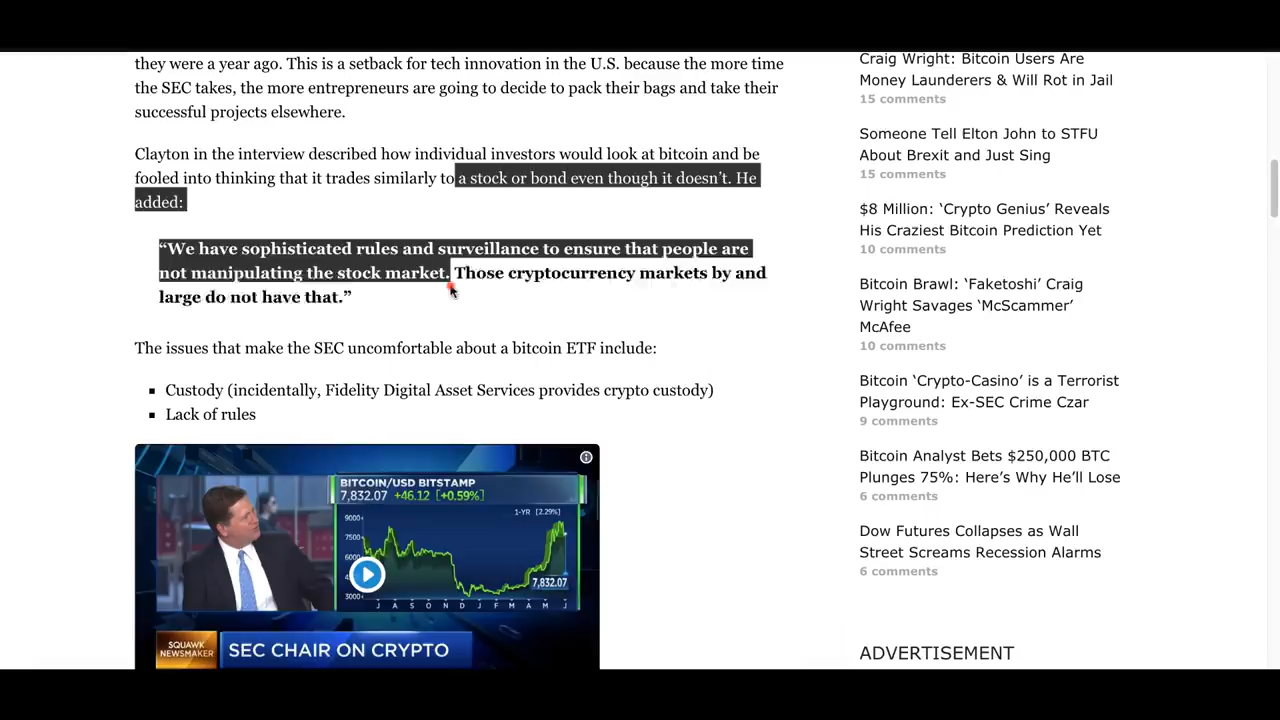 they were a year ago. This is a setback for tech innovation in the U.S. because the more time
the SEC takes, the more entrepreneurs are going to decide to pack their bags and take their
successful projects elsewhere.
Clayton in the interview described how individual investors would look at bitcoin and be
fooled into thinking that it trades similarly to a stock or bond even though it doesn’t. He
added:
“We have sophisticated rules and surveillance to ensure that people are
not manipulating the stock market. Those cryptocurrency markets by and
large do not have that.”
The issues that make the SEC uncomfortable about a bitcoin ETF include:
Custody (incidentally, Fidelity Digital Asset Services provides crypto custody)
Lack of rules
BITCOIN/USD BITSTAMP
7,832.07 +46.12 [+0.59%]
1-YR [2.29%]
9000
7500
6000
3000
7,832.07
J A S O N D J F M A M J
SQUAWK
NEWSMAKER
SEC CHAIR ON CRYPTO
Craig Wright: Bitcoin Users Are
Money Launderers & Will Rot in Jail
15 comments
Someone Tell Elton John to STFU
About Brexit and Just Sing
15 comments
$8 Million: ‘Crypto Genius’ Reveals
His Craziest Bitcoin Prediction Yet
10 comments
Bitcoin Brawl: ‘Faketoshi’ Craig
Wright Savages ‘McScammer’
McAfee
10 comments
Bitcoin ‘Crypto-Casino’ is a Terrorist
Playground: Ex-SEC Crime Czar
9 comments
Bitcoin Analyst Bets $250,000 BTC
Plunges 75%: Here’s Why He’ll Lose
6 comments
Dow Futures Collapses as Wall
Street Screams Recession Alarms
6 comments
ADVERTISEMENT